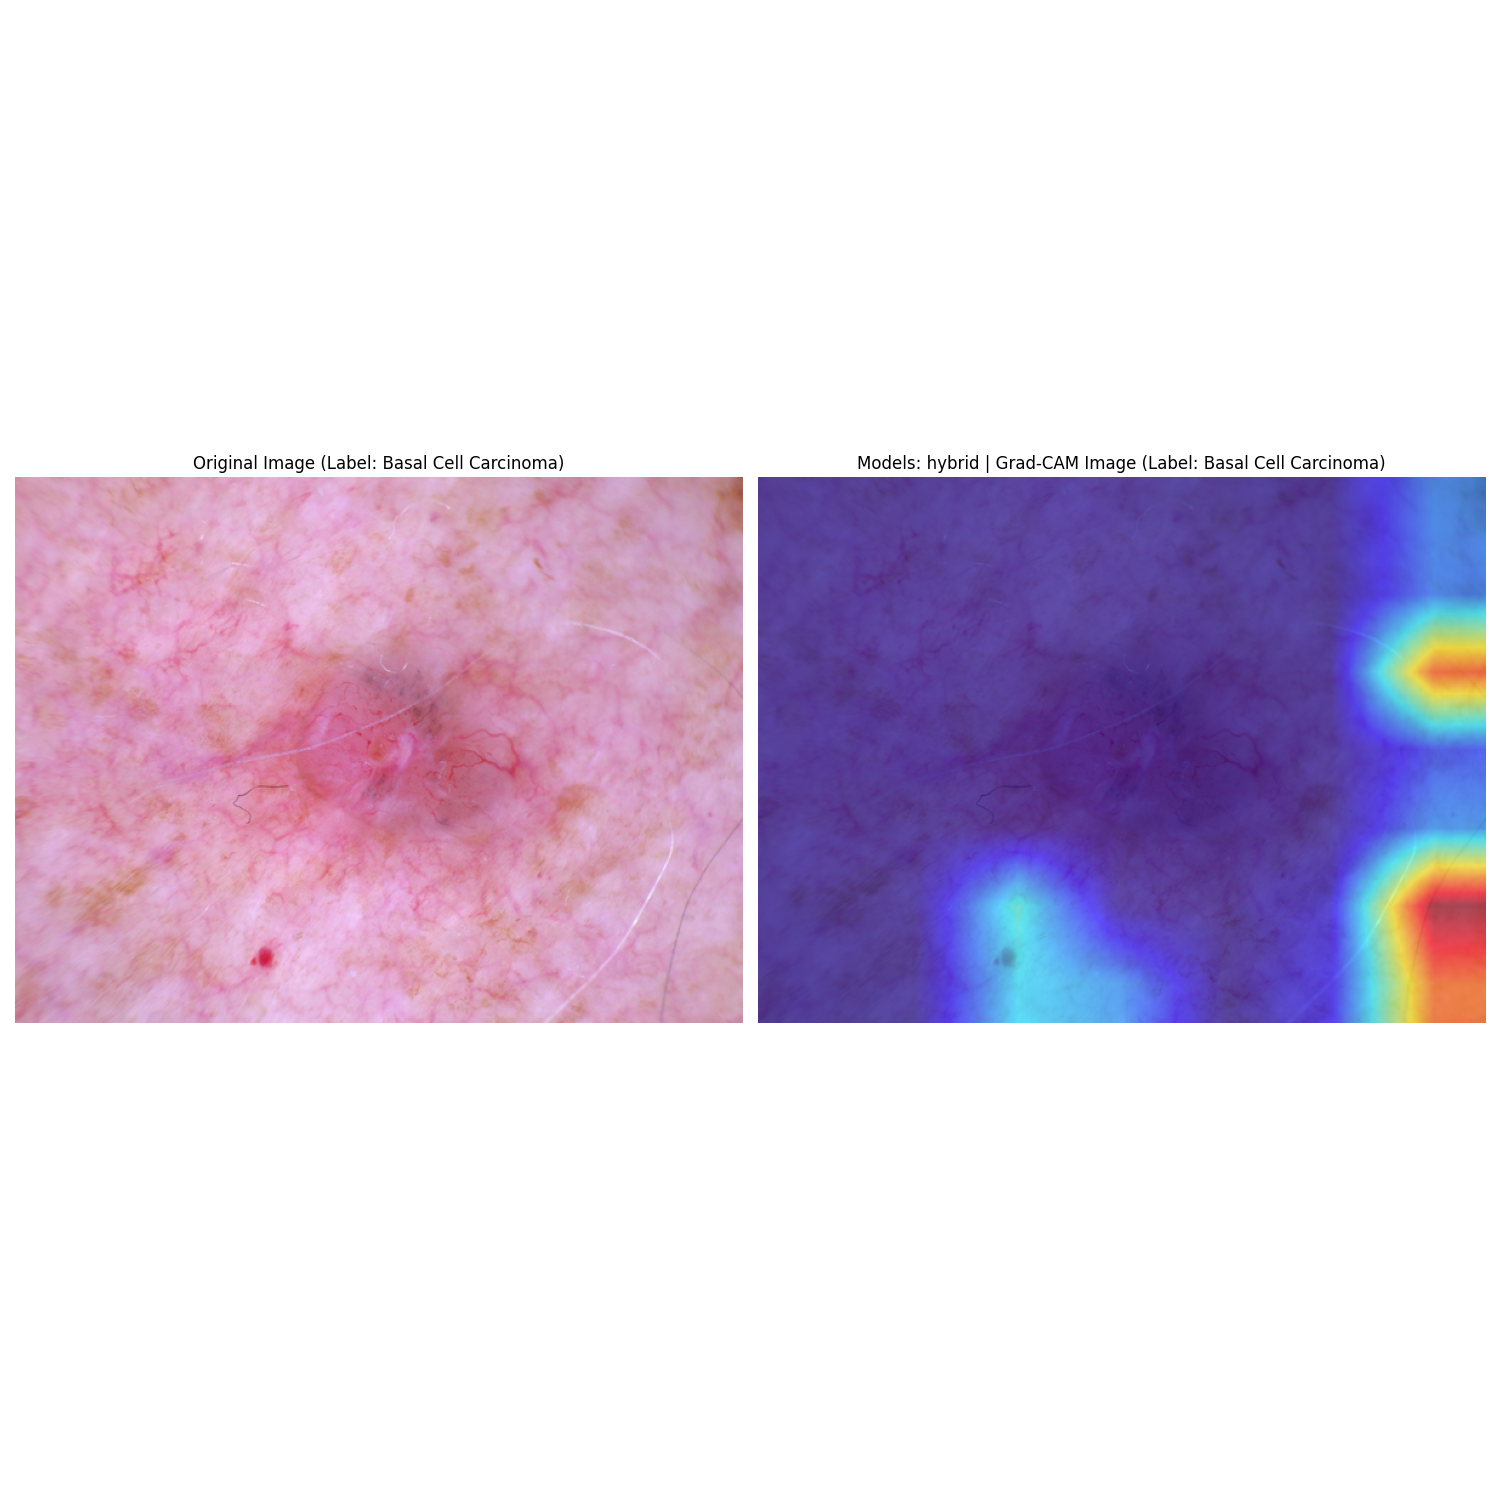 Original Image (Label: Basal Cell Carcinoma)
Models: hybrid | Grad-CAM Image (Label: Basal Cell Carcinoma)